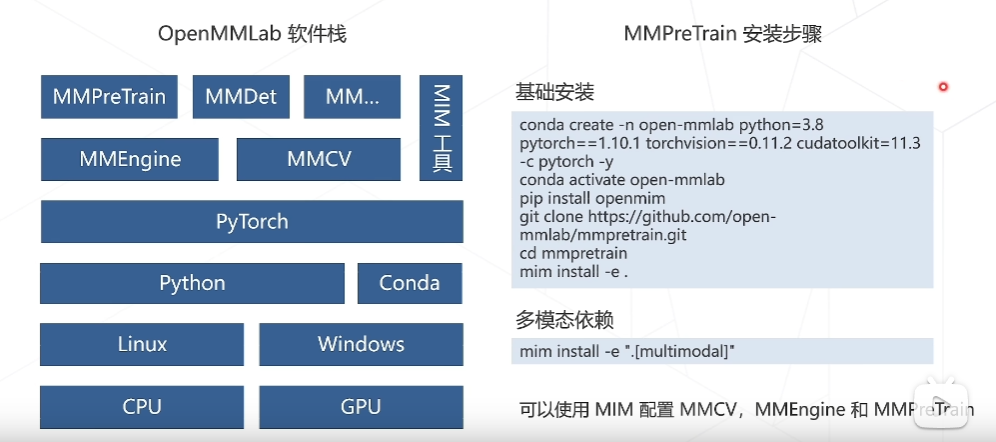 OpenMMLab 软件栈
MMPreTrain
MMDet
MM...
MIM 工具
MMEngine
MMCV
PyTorch
Python
Conda
Linux
Windows
CPU
GPU
MMPreTrain 安装步骤
基础安装
conda create -n open-mmlab python=3.8
pytorch==1.10.1 torchvision==0.11.2 cudatoolkit=11.3
-c pytorch -y
conda activate open-mmlab
pip install openmim
git clone https://github.com/open-
mmlab/mmpretrain.git
cd mmpretrain
mim install -e .
多模态依赖
mim install -e ".[multimodal]"
可以使用 MIM 配置 MMCV，MMEngine 和 MMPreTrain